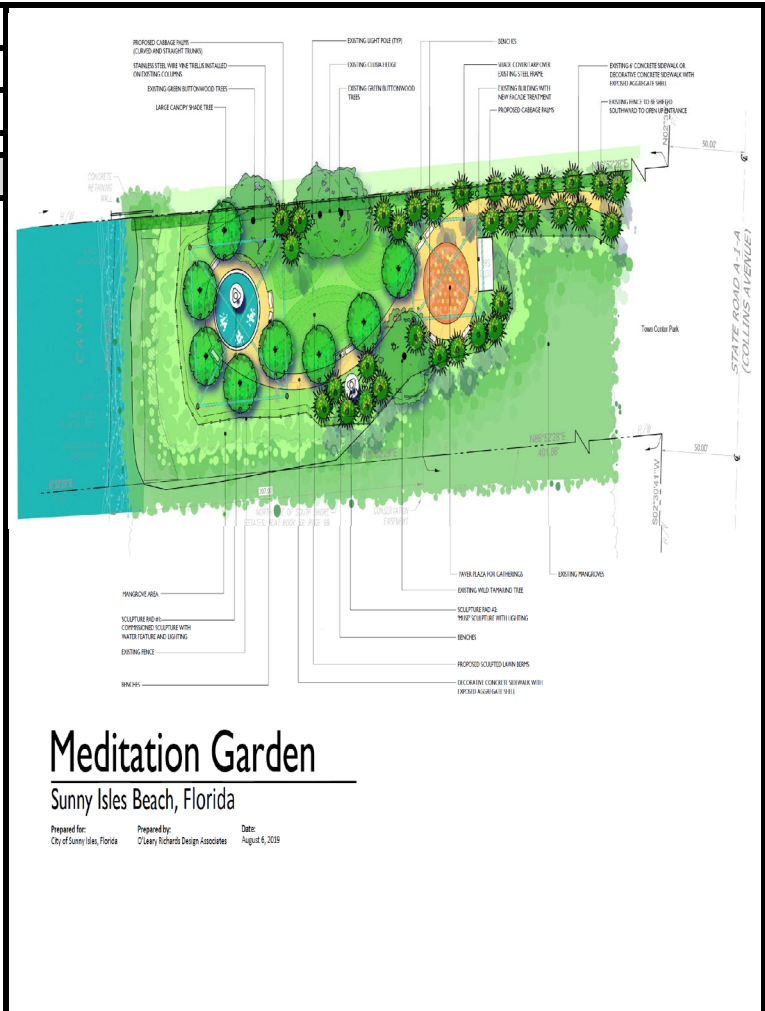 PROPOSED CABBAGE PALMS
(CURVED AND STRAIGHT TRUNKS)
STAINLESS STEEL WIRE VINE TRELLIS INSTALLED
ON EXISTING COLUMNS
EXISTING GREEN BUTTONWOOD TREES
LARGE CANOPY SHADE TREE
EXISTING LIGHT POLE (TYP)
EXISTING CLUSIA HEDGE
EXISTING GREEN BUTTONWOOD
TREES
BENCHES
SHADE COVER/TARP OVER
EXISTING STEEL FRAME
EXISTING BUILDING WITH
NEW FACADE TREATMENT
PROPOSED CABBAGE PALMS
EXISTING 6' CONCRETE SIDEWALK OR
DECORATIVE CONCRETE SIDEWALK WITH
EXPOSED AGGREGATE SHELL
EXISTING FENCE TO BE SHIFTED
SOUTHWARD TO OPEN UP ENTRANCE
50.00'
CONCRETE
RETAINING
WALL
R/W
CANAL
STATE ROAD A-1-A
(COLLINS AVENUE)
Town Center Park
R/W
50.00'
401.86'
S02°30'41"W
CONSERVATION
EASEMENT
MANGROVE AREA
SCULPTURE PAD #1:
COMMISSIONED SCULPTURE WITH
WATER FEATURE AND LIGHTING
EXISTING FENCE
BENCHES
PAVER PLAZA FOR GATHERINGS
EXISTING MANGROVES
EXISTING WILD TAMARIND TREE
SCULPTURE PAD #2:
'MUSE' SCULPTURE WITH LIGHTING
BENCHES
PROPOSED SCULPTED LAWN BERMS
DECORATIVE CONCRETE SIDEWALK WITH
EXPOSED AGGREGATE SHELL
Meditation Garden
Sunny Isles Beach, Florida
Prepared for:
City of Sunny Isles, Florida
Prepared by:
O'Leary Richards Design Associates
Date:
August 6, 2019